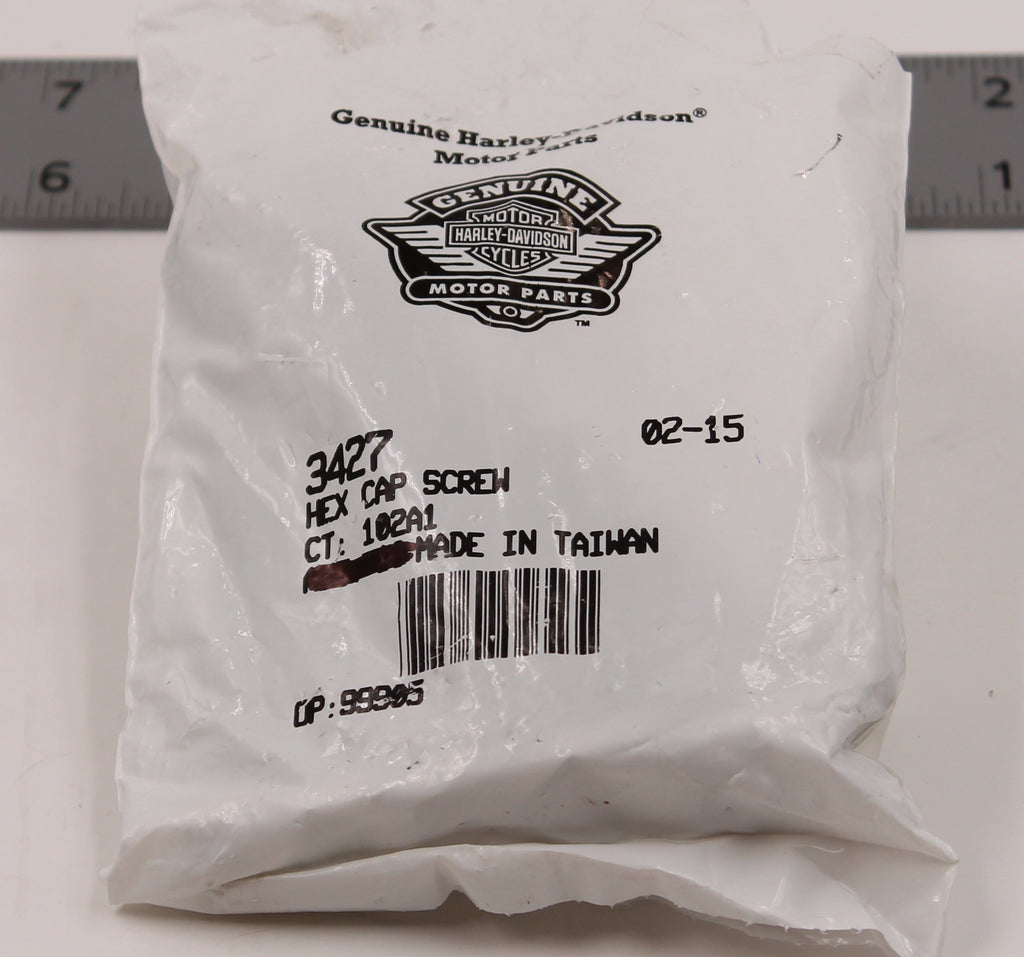 7
2
6
1
Genuine Harley-Davidson®
Motor Parts
GENUINE
MOTOR
HARLEY-DAVIDSON
CYCLES
MOTOR PARTS
TM
02-15
3427
HEX CAP SCREW
CT: 102A1
MADE IN TAIWAN
OP:99905